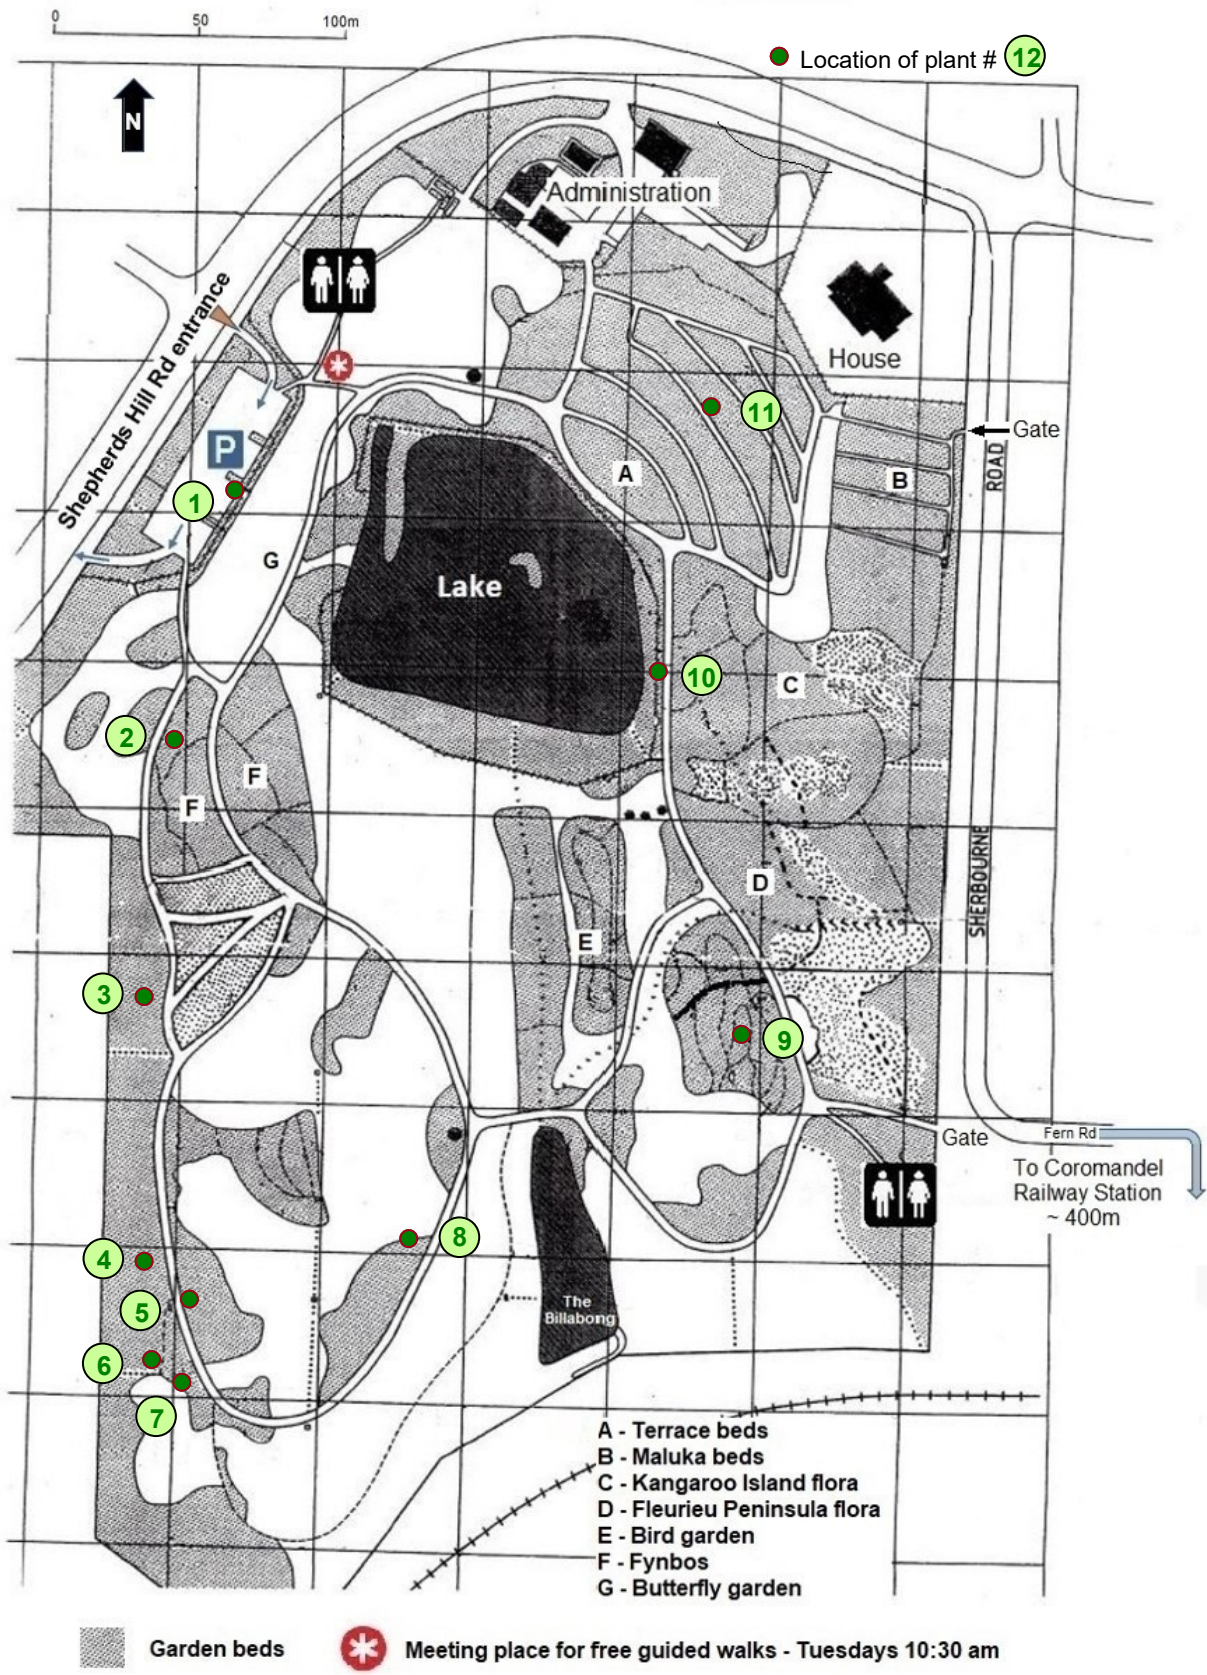 0 50 100m
Location of plant # 12
N
Administration
Shepherds Hill Rd entrance
House
11
Gate
P
A
B
ROAD
1
G
Lake
10
C
2
F
F
SHERBOURNE
D
E
3
9
Gate
Fern Rd
To Coromandel
Railway Station
~ 400m
8
4
5
The
Billabong
6
7
A - Terrace beds
B - Maluka beds
C - Kangaroo Island flora
D - Fleurieu Peninsula flora
E - Bird garden
F - Fynbos
G - Butterfly garden
Garden beds
Meeting place for free guided walks - Tuesdays 10:30 am